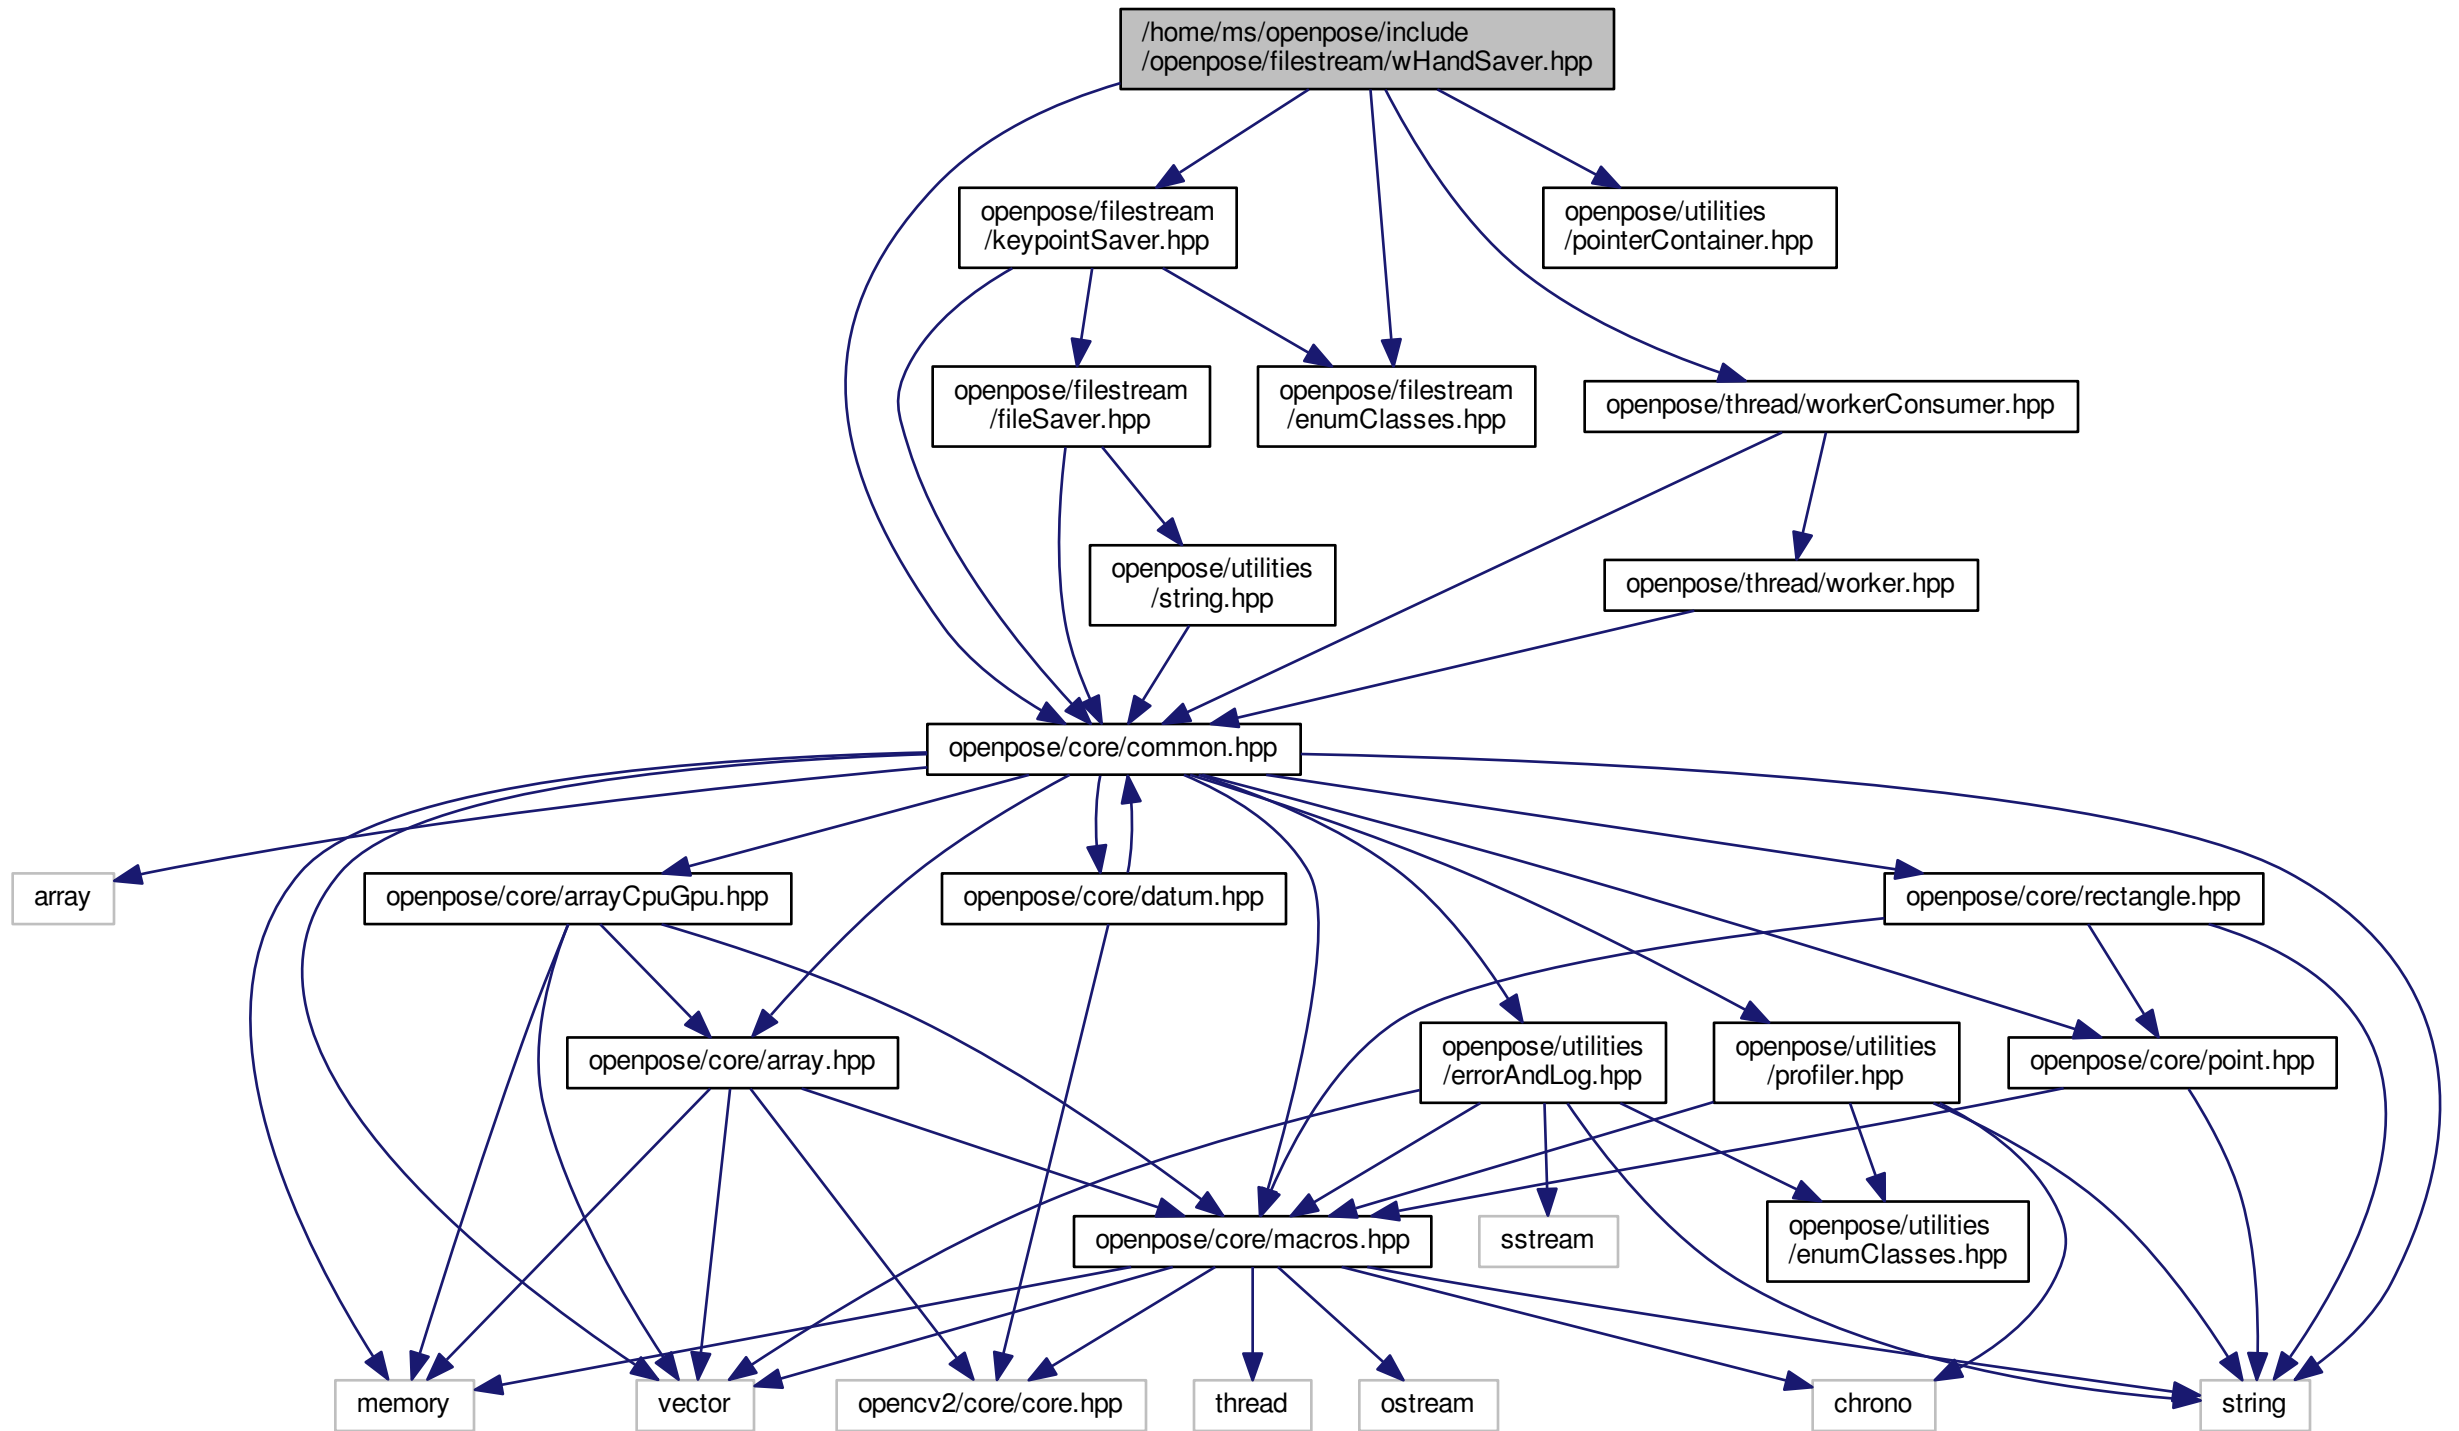 /home/ms/openpose/include
/openpose/filestream/wHandSaver.hpp
openpose/filestream
/keypointSaver.hpp
openpose/utilities
/pointerContainer.hpp
openpose/filestream
/fileSaver.hpp
openpose/filestream
/enumClasses.hpp
openpose/thread/workerConsumer.hpp
openpose/utilities
/string.hpp
openpose/thread/worker.hpp
openpose/core/common.hpp
array
openpose/core/arrayCpuGpu.hpp
openpose/core/datum.hpp
openpose/core/rectangle.hpp
openpose/core/array.hpp
openpose/utilities
/errorAndLog.hpp
openpose/utilities
/profiler.hpp
openpose/core/point.hpp
openpose/core/macros.hpp
sstream
openpose/utilities
/enumClasses.hpp
memory
vector
opencv2/core/core.hpp
thread
ostream
chrono
string